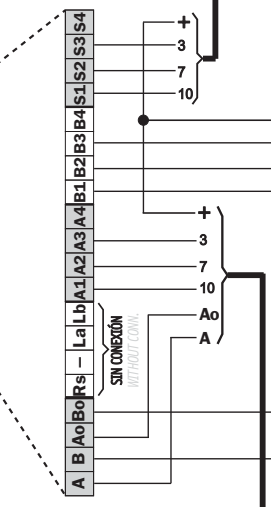 S4
S3
S2
S1
B4
B3
B2
B1
A4
A3
A2
A1
Lb
La
–
Rs
Bo
Ao
B
A
SIN CONEXIÓN
WITHOUT CONN.
+
3
7
10
+
3
7
10
Ao
A